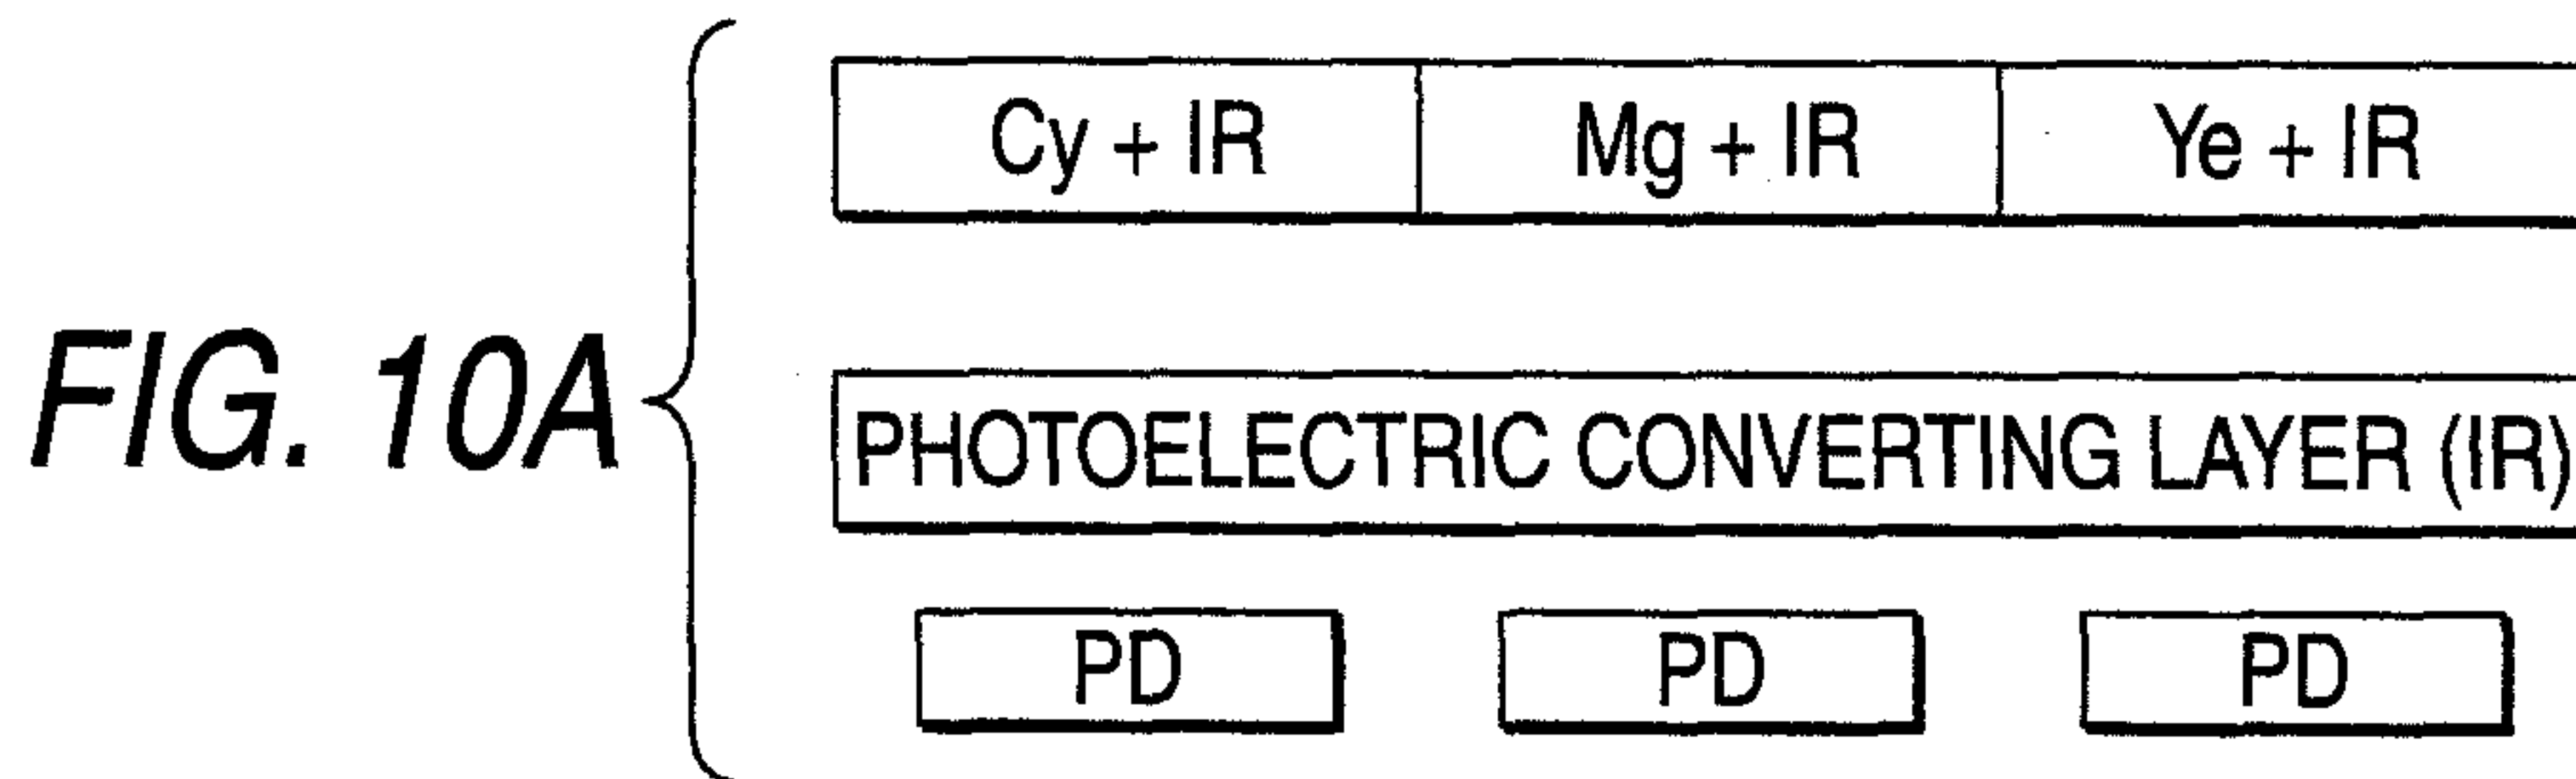 FIG. 10A
Cy + IR Mg + IR Ye + IR
PHOTOELECTRIC CONVERTING LAYER (IR)
PD PD PD